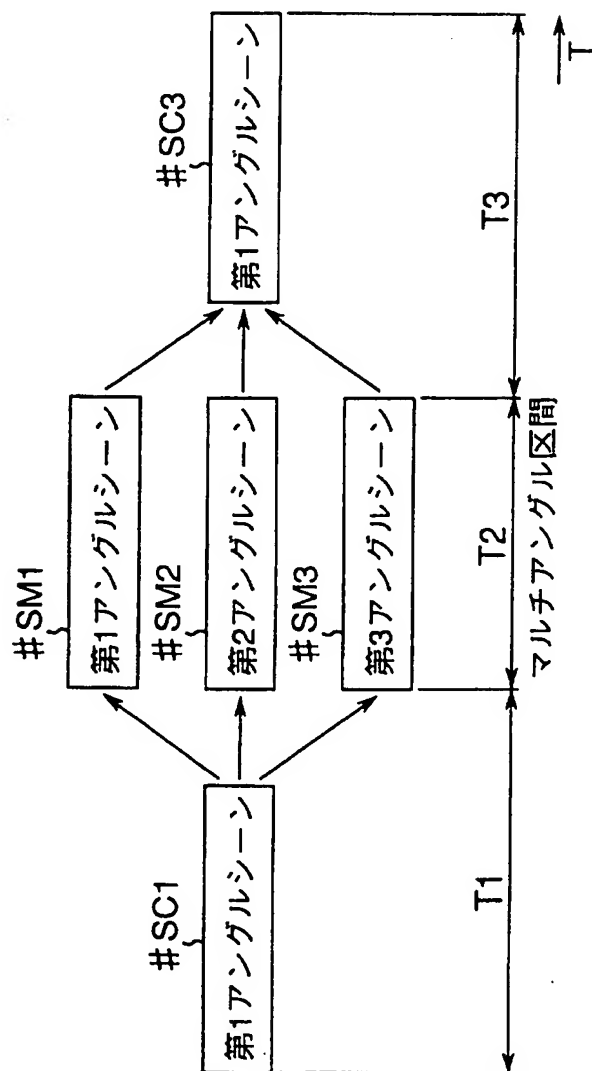 #SC1
第1アングルシーン
#SM1
第1アングルシーン
#SM2
第2アングルシーン
#SM3
第3アングルシーン
#SC3
第1アングルシーン
T1
T2
マルチアングル区間
T3
T